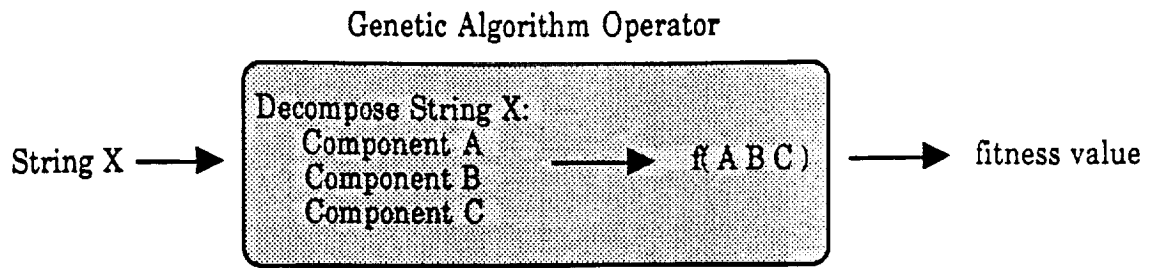 Genetic Algorithm Operator
Decompose String X:
Component A
String X
f( A B C )
fitness value
Component B
Component C